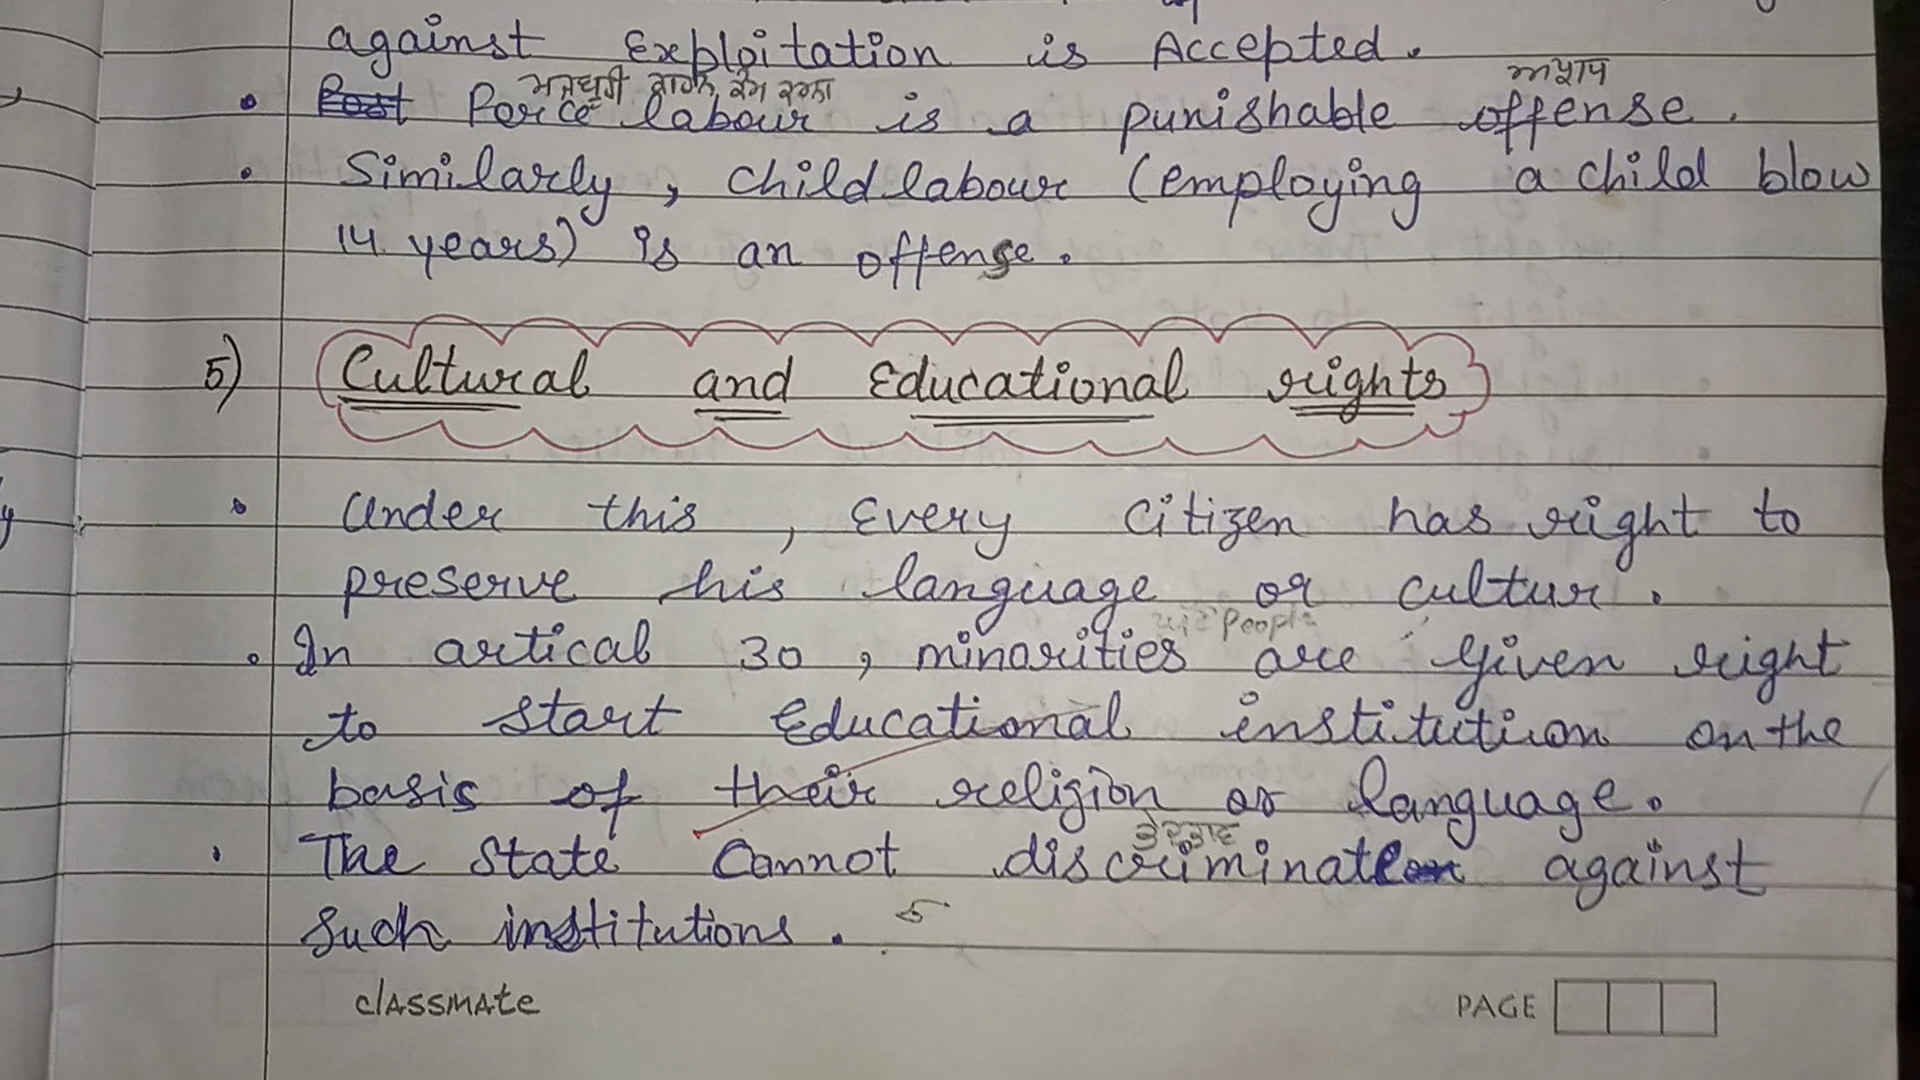 against Exploitation is Accepted.
ਅਪਰਾਧ
• Force labour is a punishable offense.
• Similarly, child labour (employing a child blow
14 years) is an offense.
5) Cultural and Educational rights
• Under this, Every Citizen has right to
preserve his language or cultur.
People
• In artical 30, minorities are given right
to start Educational institution on the
basis of their religion or language.
• The State Cannot discriminate against
Such institutions.
classmate
PAGE